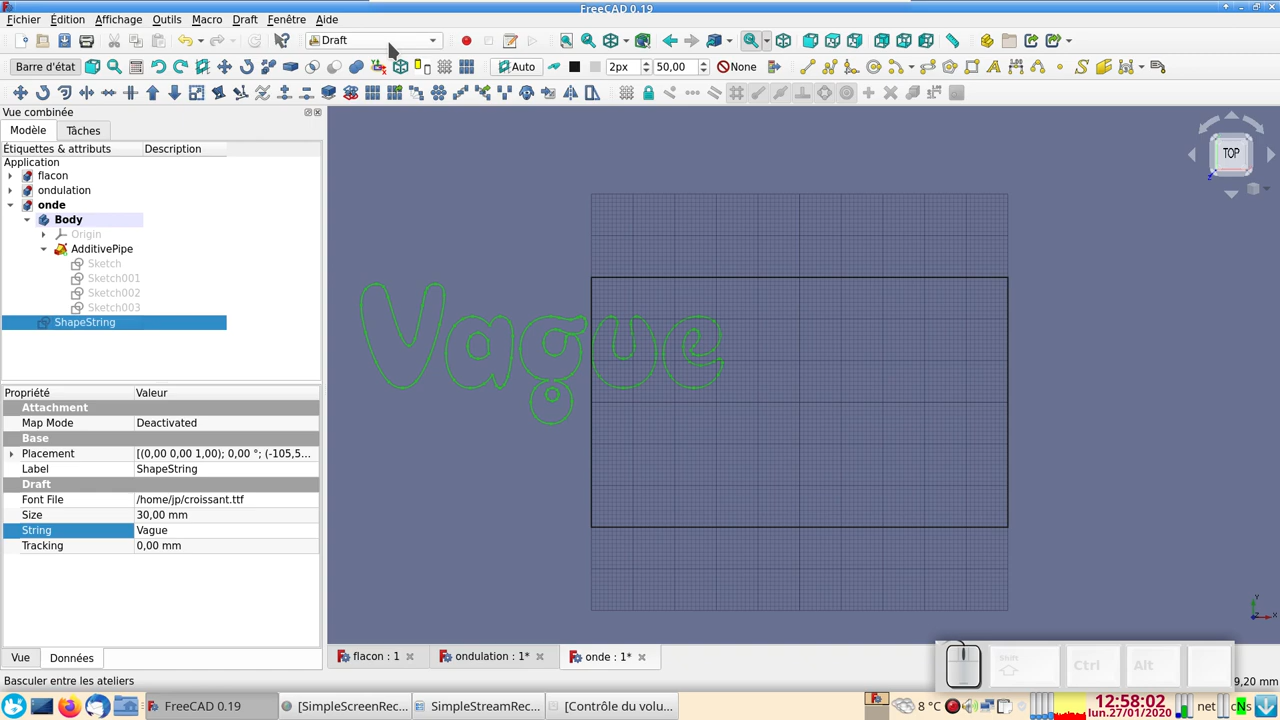 FreeCAD 0.19
Fichier Édition Affichage Outils Macro Draft Fenêtre Aide
Draft
Barre d'état Auto 2px 50,00 None
Vue combinée
Modèle Tâches
Étiquettes & attributs Description
Application
flacon
ondulation
onde
Body
Origin
AdditivePipe
Sketch
Sketch001
Sketch002
Sketch003
ShapeString
Propriété Valeur
Attachment
Map Mode Deactivated
Base
Placement [(0,00 0,00 1,00); 0,00 °; (-105,5...
Label ShapeString
Draft
Font File /home/jp/croissant.ttf
Size 30,00 mm
String Vague
Tracking 0,00 mm
Vue Données
Basculer entre les ateliers
TOP
Vague
Y
X
flacon : 1 ondulation : 1* onde : 1*
Shift Ctrl Alt
9,20 mm
FreeCAD 0.19 [SimpleScreenRec... SimpleStreamRec... [Contrôle du volu...
8 °C
12:58:02
lun.27/01/2020
net